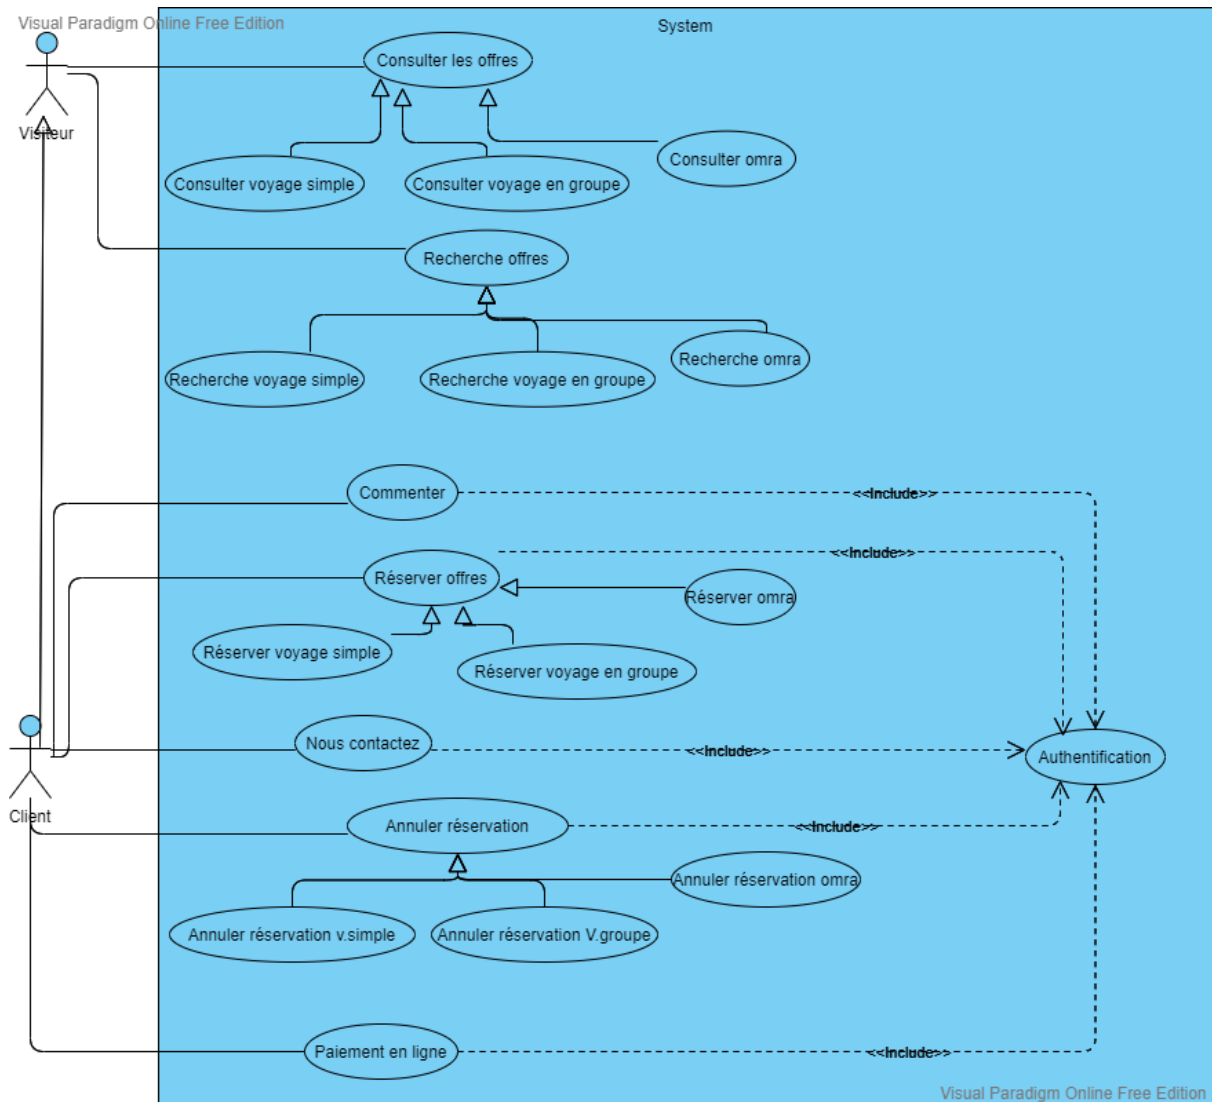 Visual Paradigm Online Free Edition
System
Visiteur
Consulter les offres
Consulter omra
Consulter voyage simple
Consulter voyage en groupe
Recherche offres
Recherche omra
Recherche voyage simple
Recherche voyage en groupe
Commenter
<<Include>>
<<Include>>
Réserver offres
Réserver omra
Réserver voyage simple
Réserver voyage en groupe
Client
Nous contactez
<<Include>>
Authentification
Annuler réservation
<<Include>>
Annuler réservation omra
Annuler réservation v.simple
Annuler réservation V.groupe
Paiement en ligne
<<Include>>
Visual Paradigm Online Free Edition